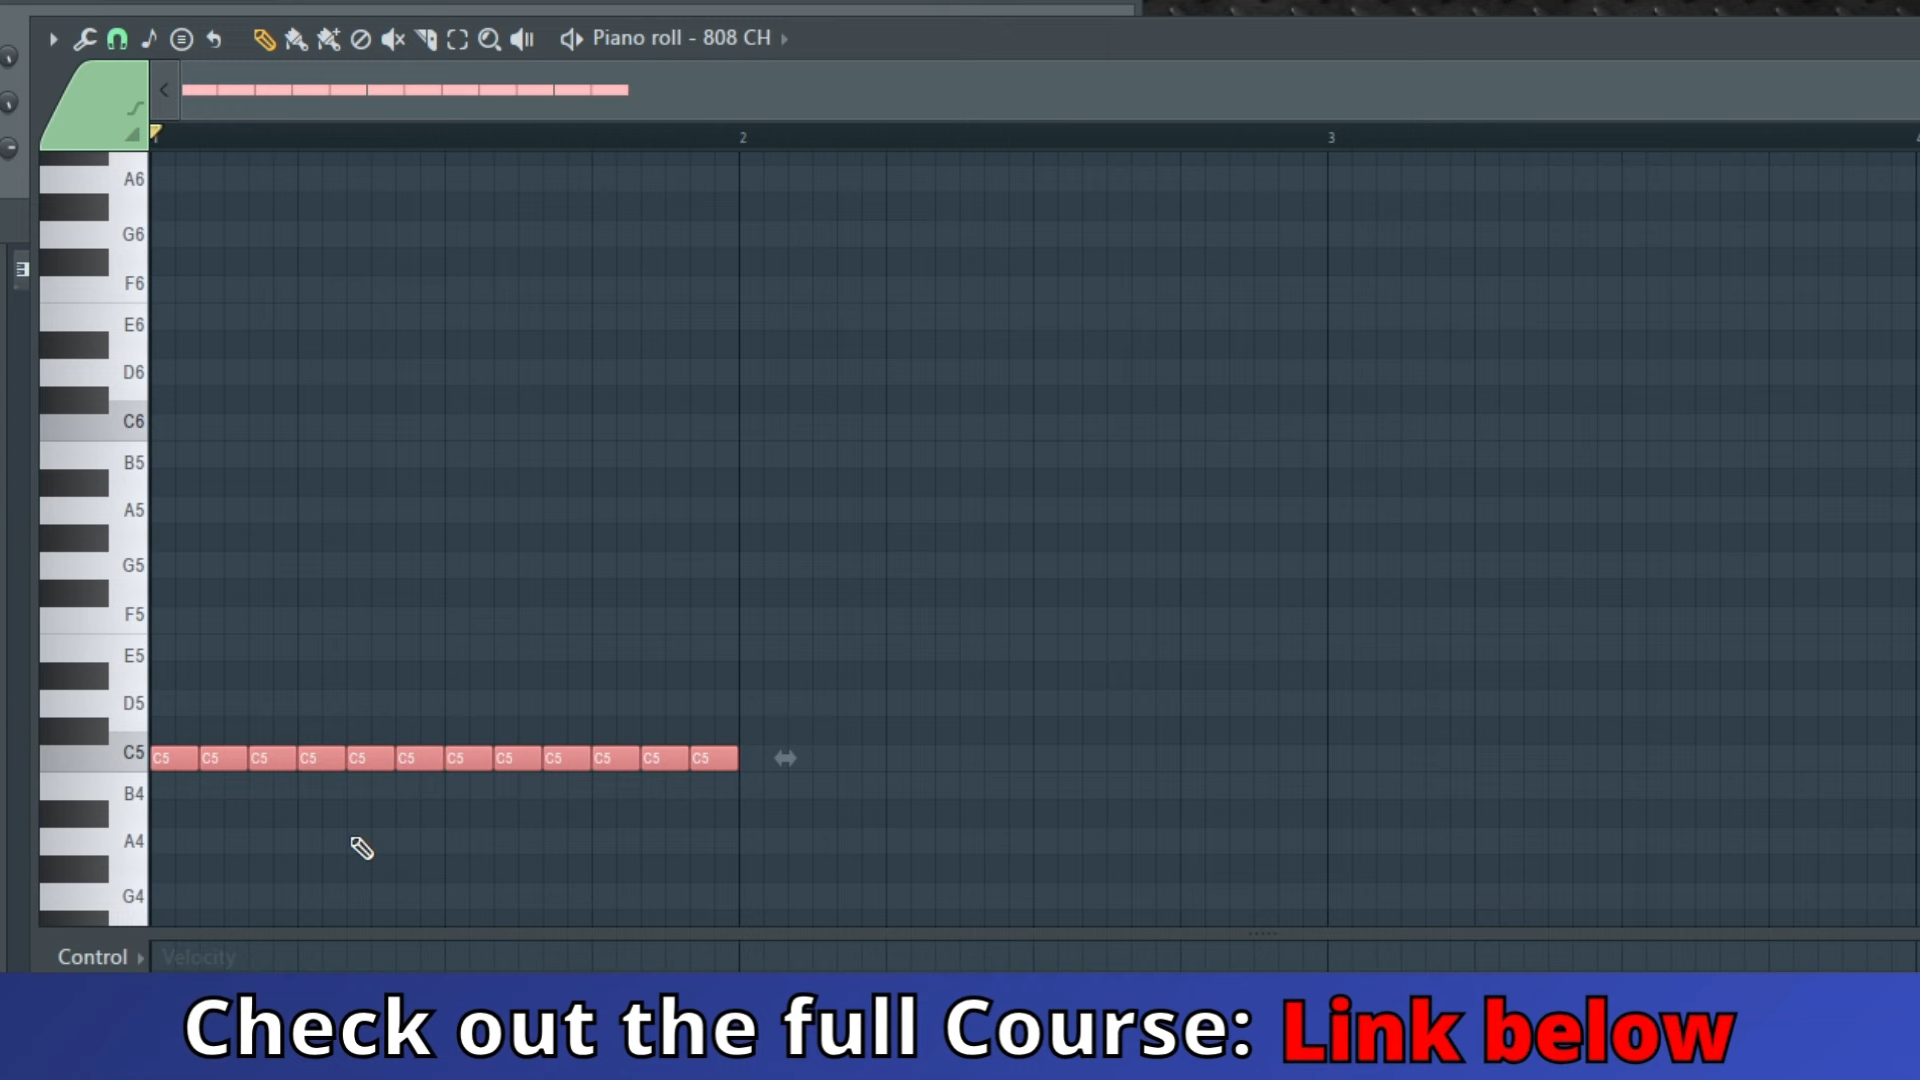 Piano roll - 808 CH
2
3
A6
G6
F6
E6
D6
C6
B5
A5
G5
F5
E5
D5
C5
C5 C5 C5 C5 C5 C5 C5 C5 C5 C5 C5 C5
B4
A4
G4
Control
Velocity
Check out the full Course: Link below